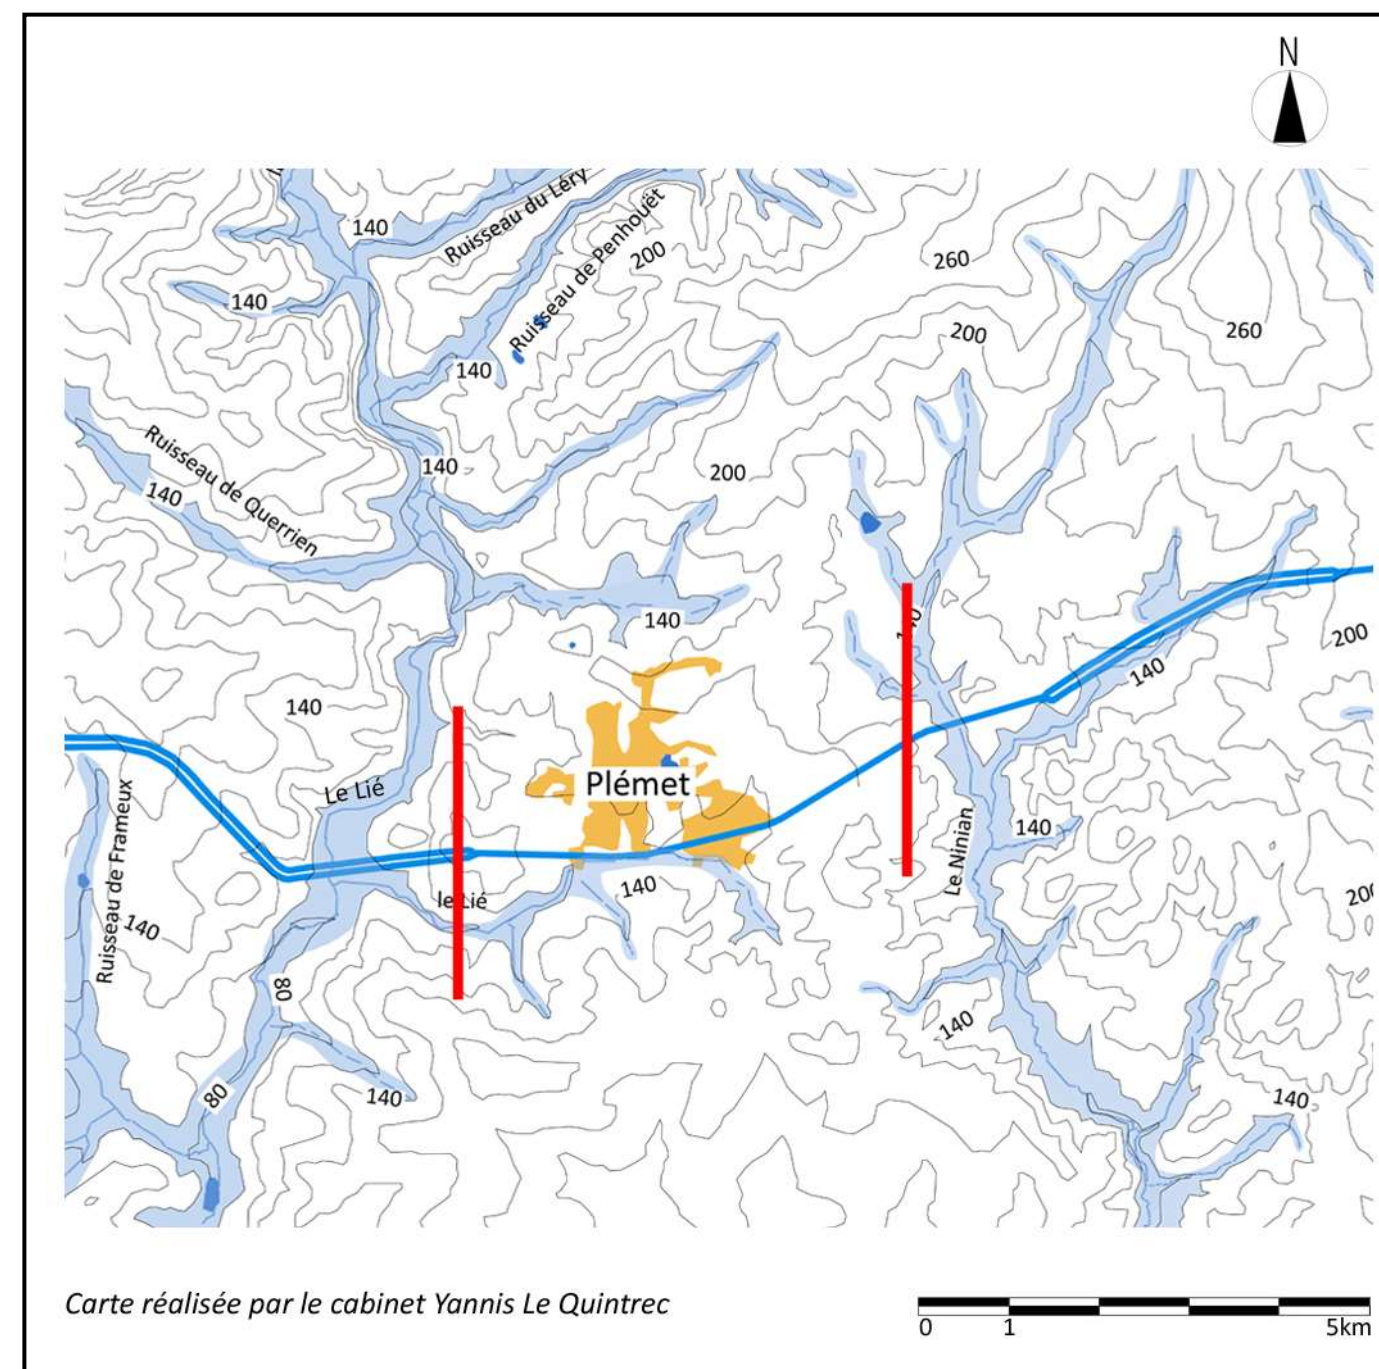 N
Ruisseau du Léry
140
Ruisseau de Penhouët
200
260
140
200
260
140
Ruisseau de Querrien
140
140
200
140
140
200
140
140
Plémet
Le Lié
Ruisseau de Frameux
140
Le Ninian
140
le Lié
200
140
80
140
80
140
140
Carte réalisée par le cabinet Yannis Le Quintrec
0 1 5km